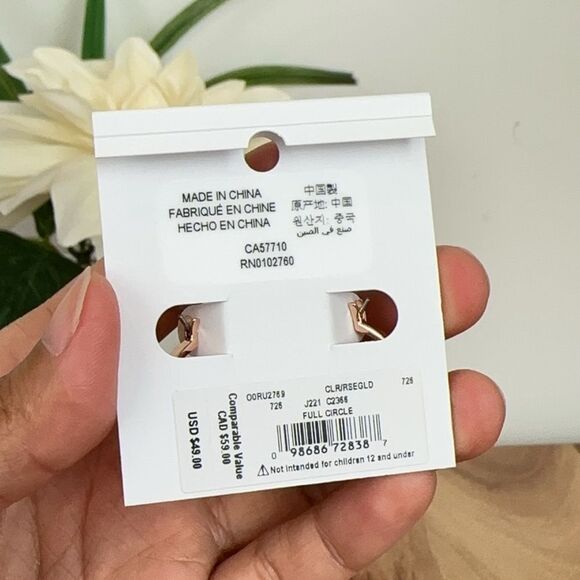 MADE IN CHINA
FABRIQUÉ EN CHINE
HECHO EN CHINA
中国製
原产地: 中国
원산지: 중국
صنع في الصين
CA57710
RN0102760
OORU2769
CLR/RSEGLD
726
726
J221 C2366
FULL CIRCLE
0 98686 72838 7
Not intended for children 12 and under
Comparable Value
CAD $59.00
USD $49.00